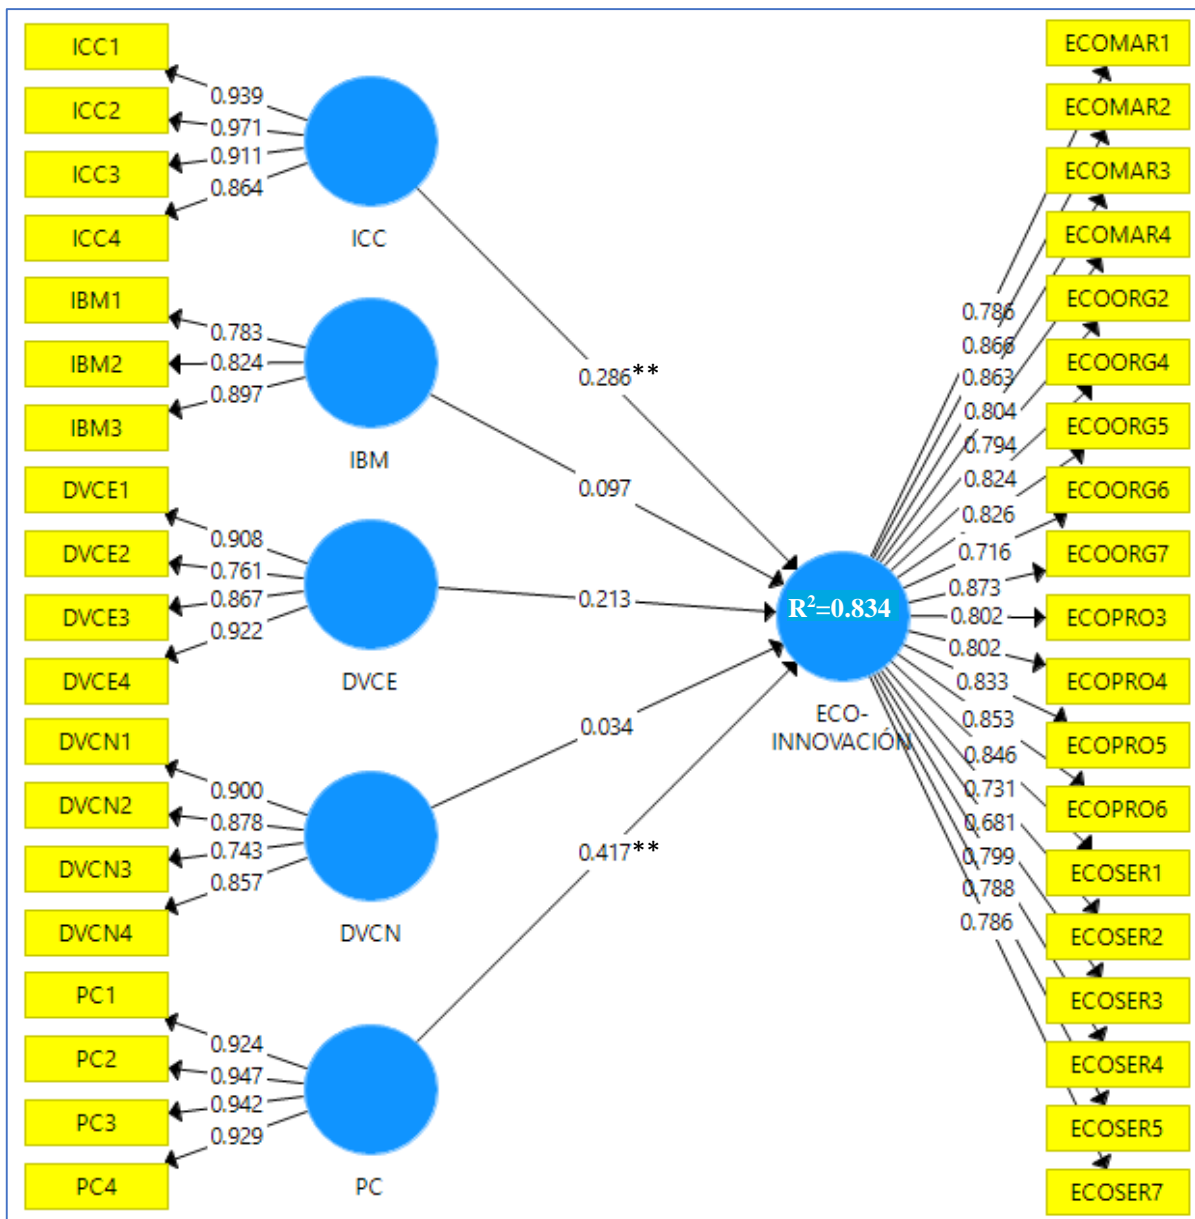 ICC1
ICC2
ICC3
ICC4
0.939
0.971
0.911
0.864
ICC
IBM1
IBM2
IBM3
0.783
0.824
0.897
IBM
DVCE1
DVCE2
DVCE3
DVCE4
0.908
0.761
0.867
0.922
DVCE
DVCN1
DVCN2
DVCN3
DVCN4
0.900
0.878
0.743
0.857
DVCN
PC1
PC2
PC3
PC4
0.924
0.947
0.942
0.929
PC
0.286**
0.097
0.213
0.034
0.417**
R²=0.834
ECO-
INNOVACIÓN
0.786
0.866
0.863
0.804
0.794
0.824
0.826
0.716
0.873
0.802
0.802
0.833
0.853
0.846
0.731
0.681
0.799
0.788
0.786
ECOMAR1
ECOMAR2
ECOMAR3
ECOMAR4
ECOORG2
ECOORG4
ECOORG5
ECOORG6
ECOORG7
ECOPRO3
ECOPRO4
ECOPRO5
ECOPRO6
ECOSER1
ECOSER2
ECOSER3
ECOSER4
ECOSER5
ECOSER7